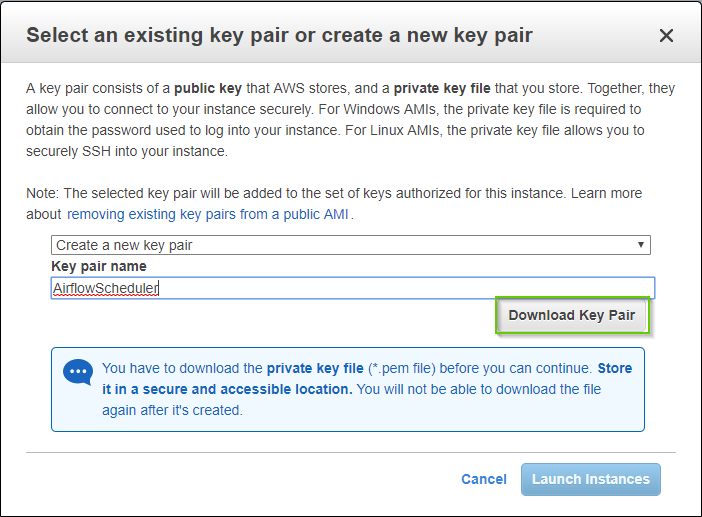 Select an existing key pair or create a new key pair
A key pair consists of a public key that AWS stores, and a private key file that you store. Together, they
allow you to connect to your instance securely. For Windows AMIs, the private key file is required to
obtain the password used to log into your instance. For Linux AMIs, the private key file allows you to
securely SSH into your instance.
Note: The selected key pair will be added to the set of keys authorized for this instance. Learn more
about removing existing key pairs from a public AMI.
Create a new key pair
Key pair name
AirflowScheduler
Download Key Pair
You have to download the private key file (*.pem file) before you can continue. Store
it in a secure and accessible location. You will not be able to download the file
again after it's created.
Cancel Launch Instances